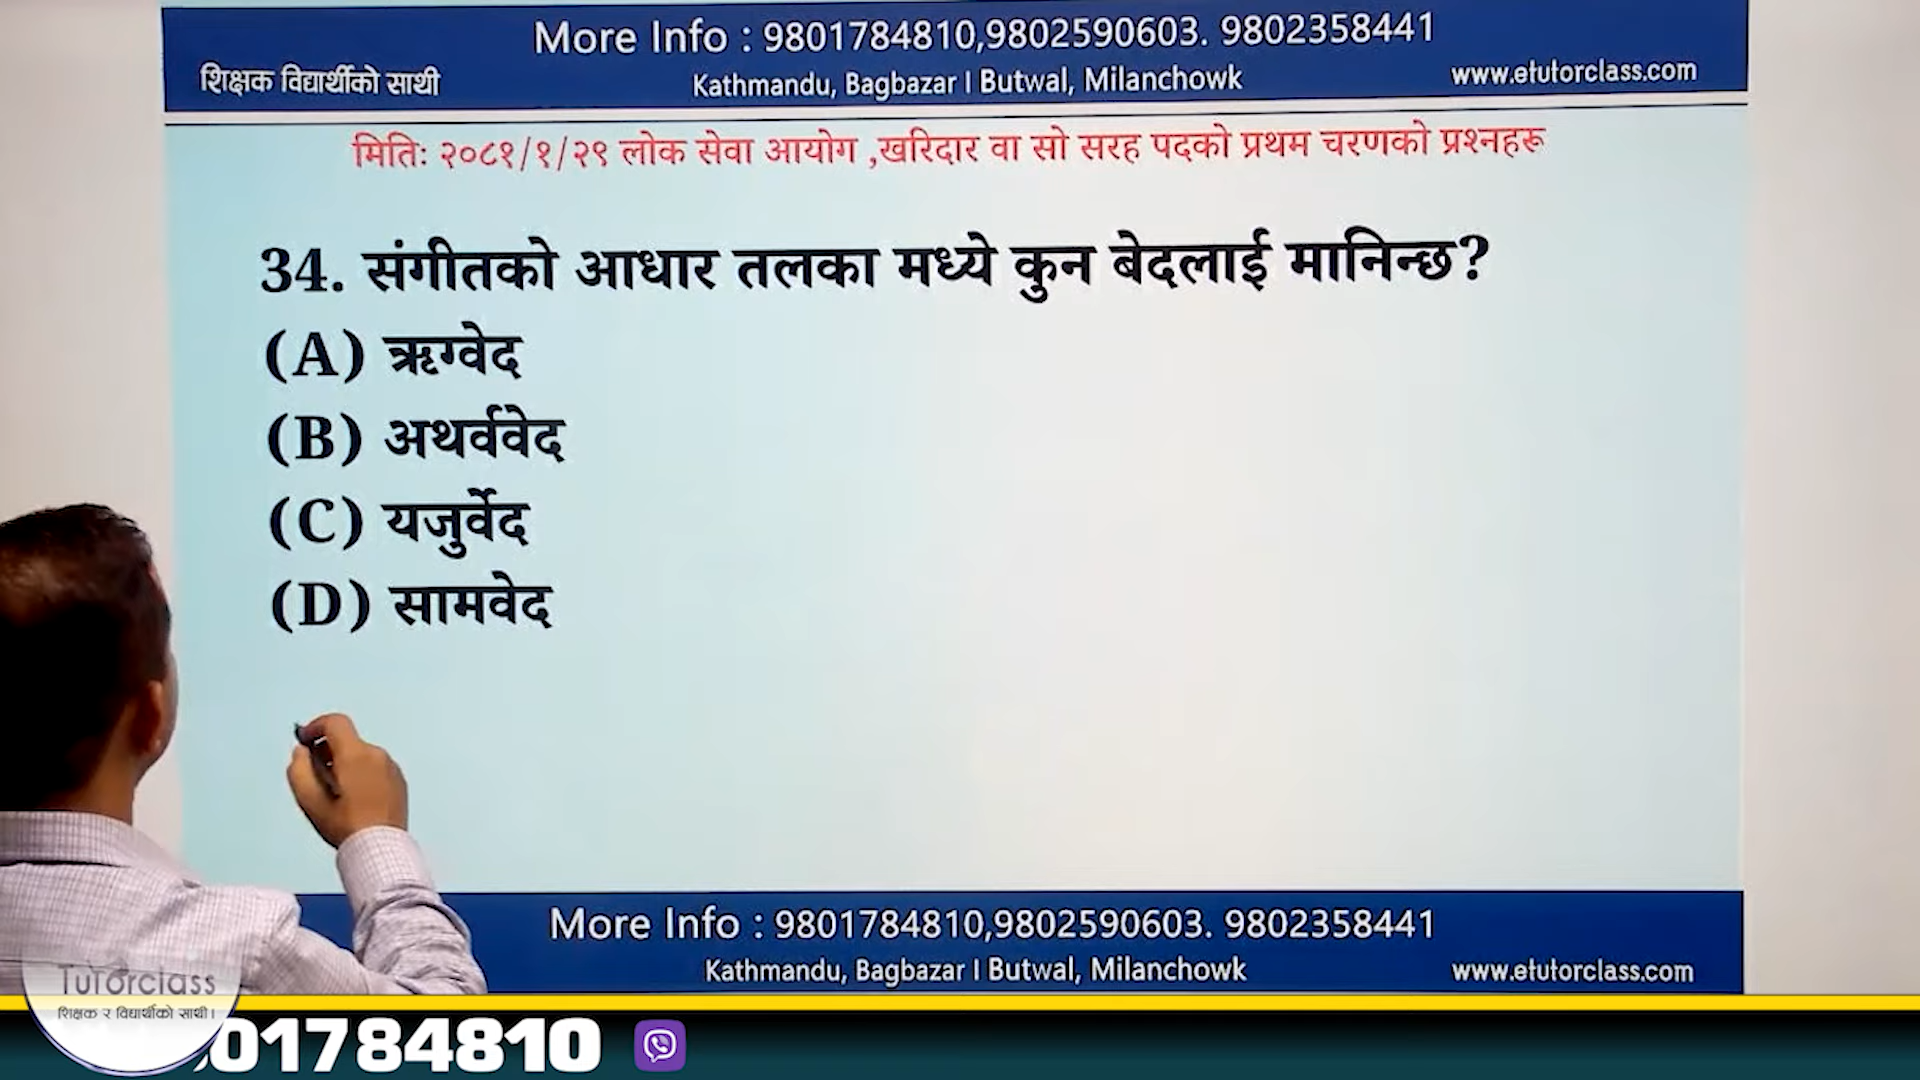 More Info : 9801784810,9802590603. 9802358441
शिक्षक विद्यार्थीको साथी
Kathmandu, Bagbazar I Butwal, Milanchowk
www.etutorclass.com
मितिः २०८१/१/२९ लोक सेवा आयोग ,खरिदार वा सो सरह पदको प्रथम चरणको प्रश्नहरू
34. संगीतको आधार तलका मध्ये कुन बेदलाई मानिन्छ?
(A) ऋग्वेद
(B) अथर्ववेद
(C) यजुर्वेद
(D) सामवेद
More Info : 9801784810,9802590603. 9802358441
Kathmandu, Bagbazar I Butwal, Milanchowk
www.etutorclass.com
Tutorclass
शिक्षक र विद्यार्थीको साथी।
01784810